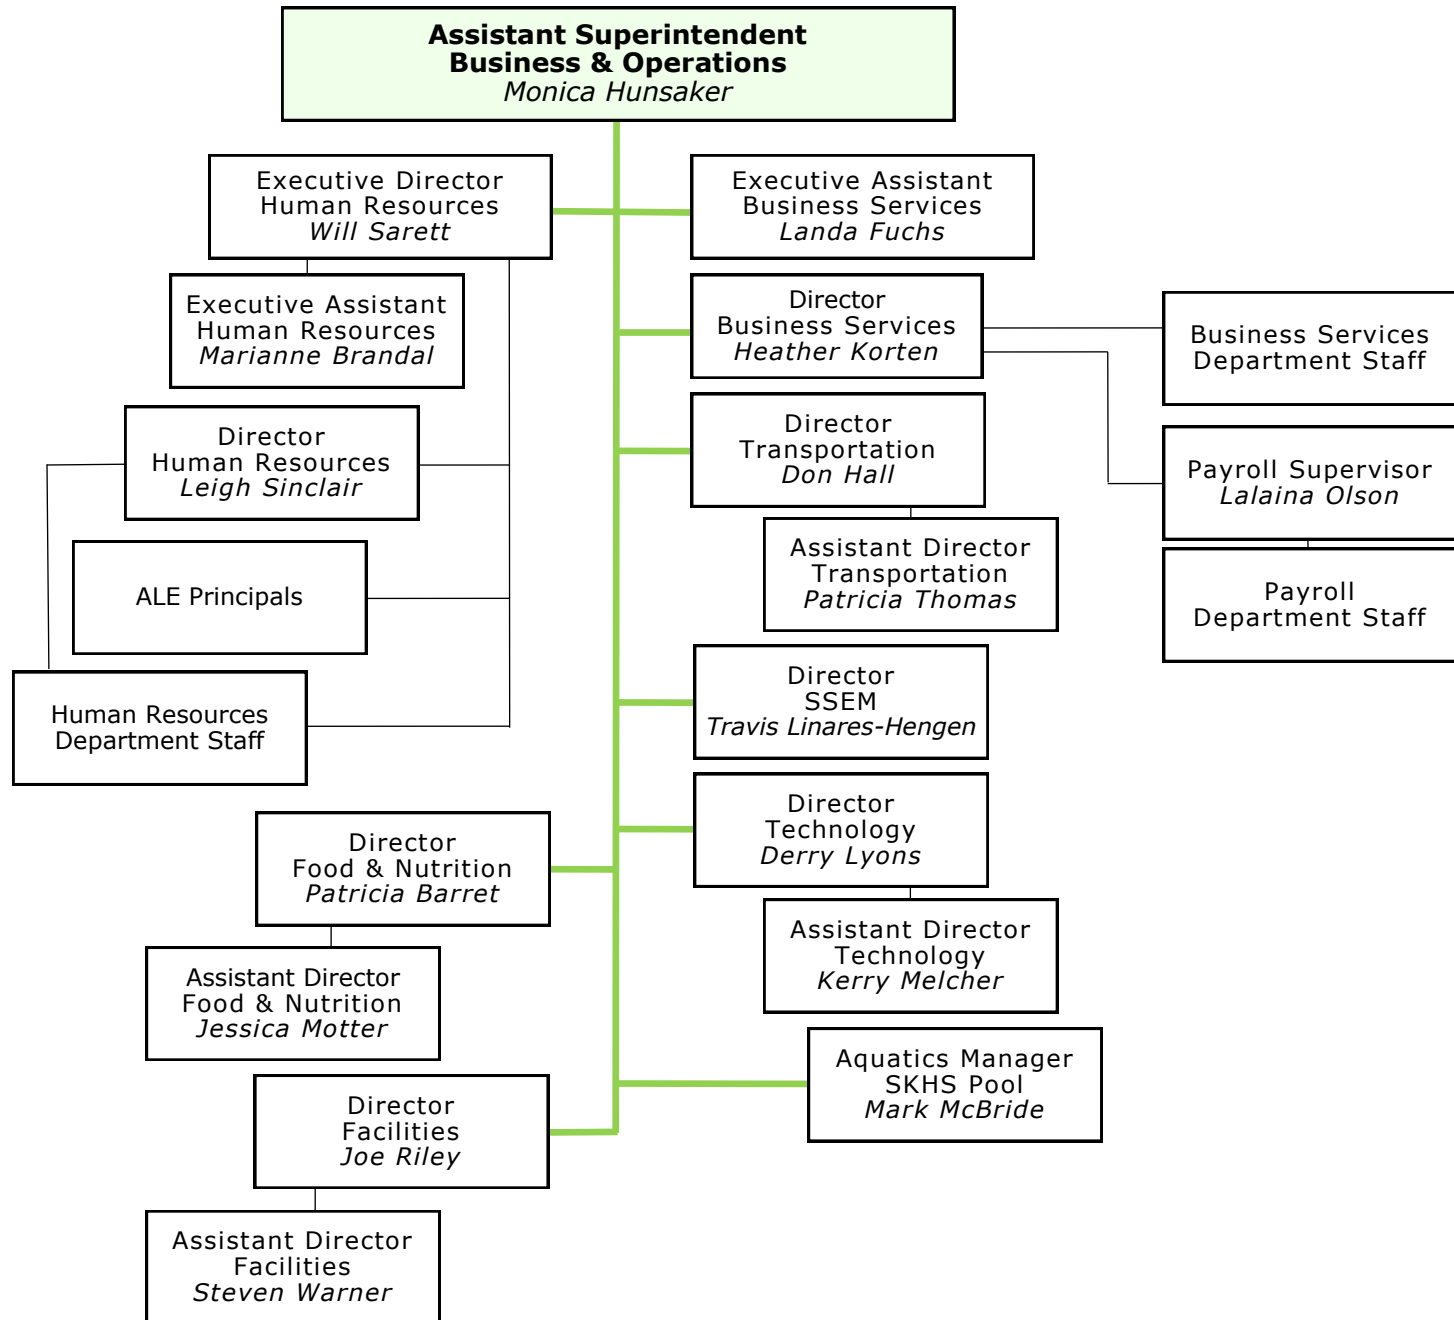 Assistant Superintendent
Business & Operations
Monica Hunsaker
Executive Director
Human Resources
Will Sarett
Executive Assistant
Business Services
Landa Fuchs
Executive Assistant
Human Resources
Marianne Brandal
Director
Business Services
Heather Korten
Business Services
Department Staff
Director
Human Resources
Leigh Sinclair
Director
Transportation
Don Hall
Payroll Supervisor
Lalaina Olson
Assistant Director
Transportation
Patricia Thomas
ALE Principals
Payroll
Department Staff
Human Resources
Department Staff
Director
SSEM
Travis Linares-Hengen
Director
Technology
Derry Lyons
Director
Food & Nutrition
Patricia Barret
Assistant Director
Technology
Kerry Melcher
Assistant Director
Food & Nutrition
Jessica Motter
Aquatics Manager
SKHS Pool
Mark McBride
Director
Facilities
Joe Riley
Assistant Director
Facilities
Steven Warner